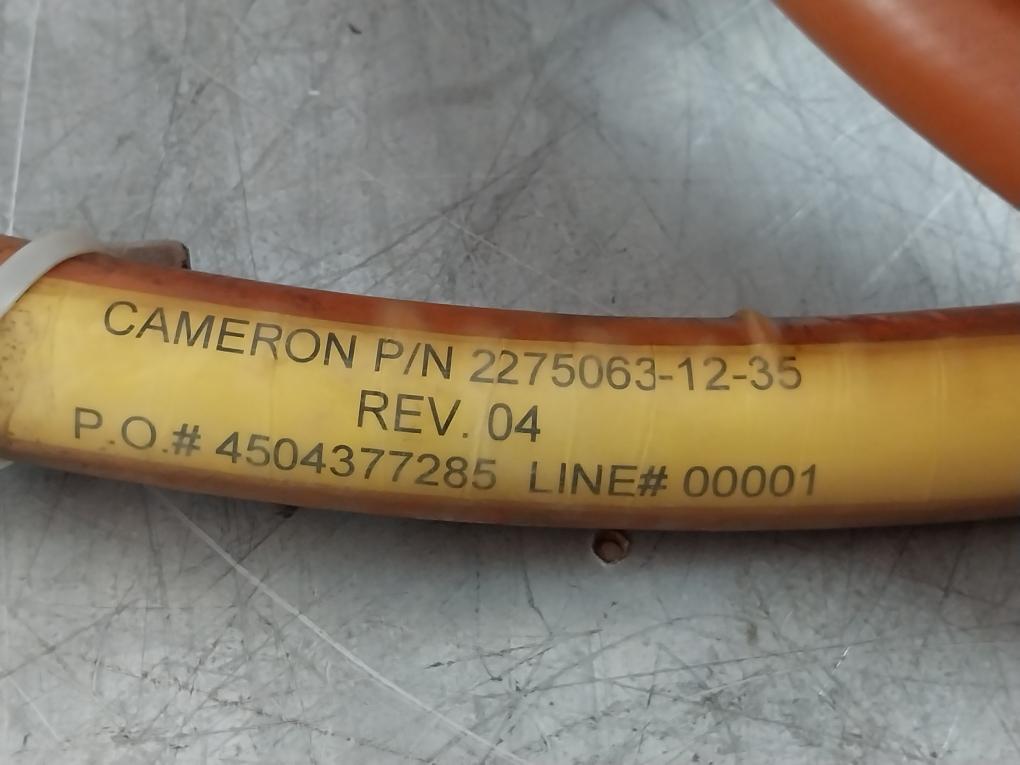 CAMERON P/N 2275063-12-35
REV. 04
P.O.# 4504377285 LINE# 00001